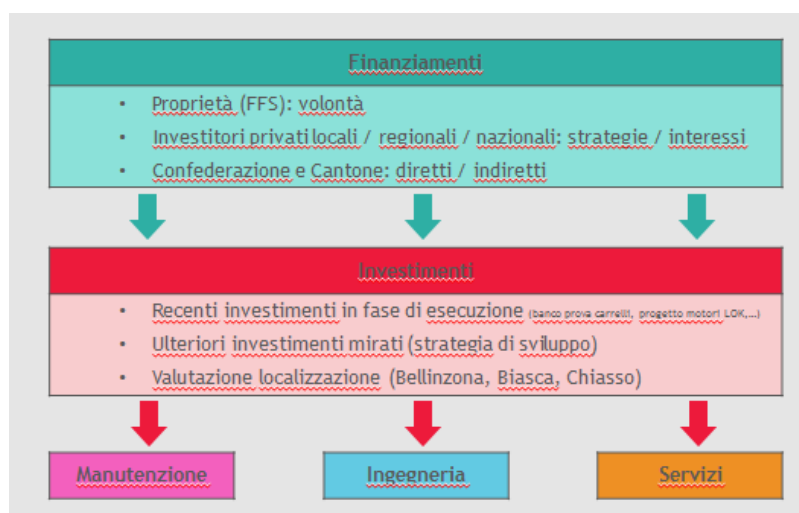 Finanziamenti
• Proprietà (FFS): volontà
• Investitori privati locali / regionali / nazionali: strategie / interessi
• Confederazione e Cantone: diretti / indiretti
Investimenti
• Recenti investimenti in fase di esecuzione (banco prova carrelli, progetto motori LOK,...)
• Ulteriori investimenti mirati (strategia di sviluppo)
• Valutazione localizzazione (Bellinzona, Biasca, Chiasso)
Manutenzione Ingegneria Servizi